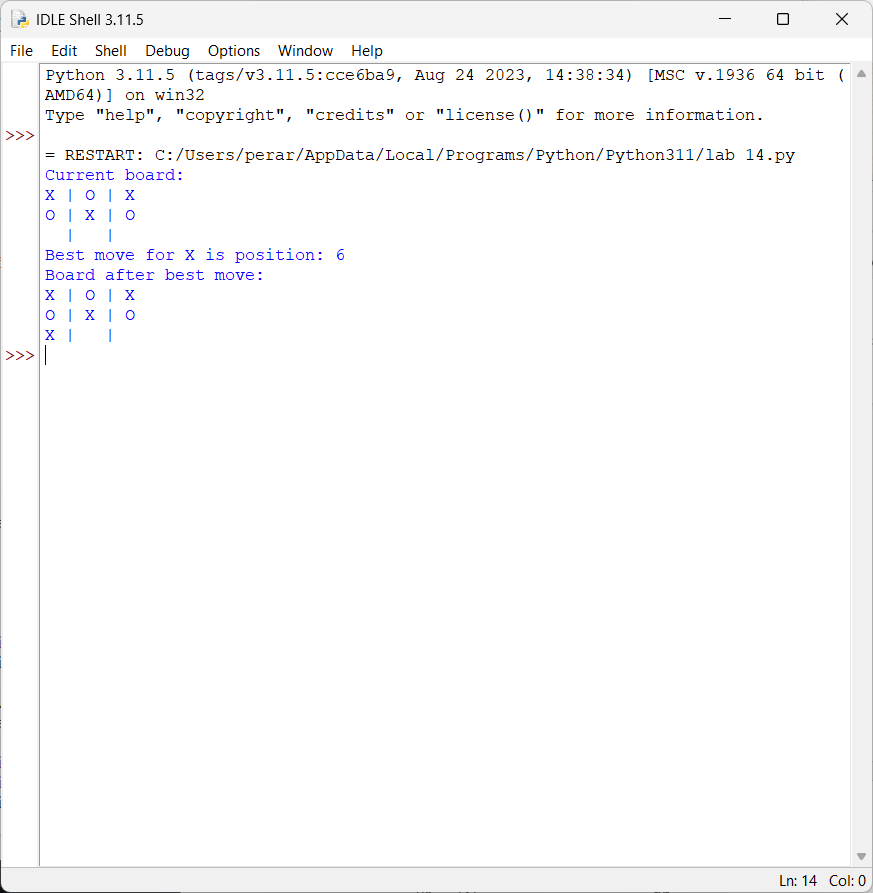 IDLE Shell 3.11.5
File Edit Shell Debug Options Window Help
Python 3.11.5 (tags/v3.11.5:cce6ba9, Aug 24 2023, 14:38:34) [MSC v.1936 64 bit (
AMD64)] on win32
Type "help", "copyright", "credits" or "license()" for more information.
>>>
= RESTART: C:/Users/perar/AppData/Local/Programs/Python/Python311/lab 14.py
Current board:
X | O | X
O | X | O
  |   |
Best move for X is position: 6
Board after best move:
X | O | X
O | X | O
X |   |
>>>
Ln: 14 Col: 0